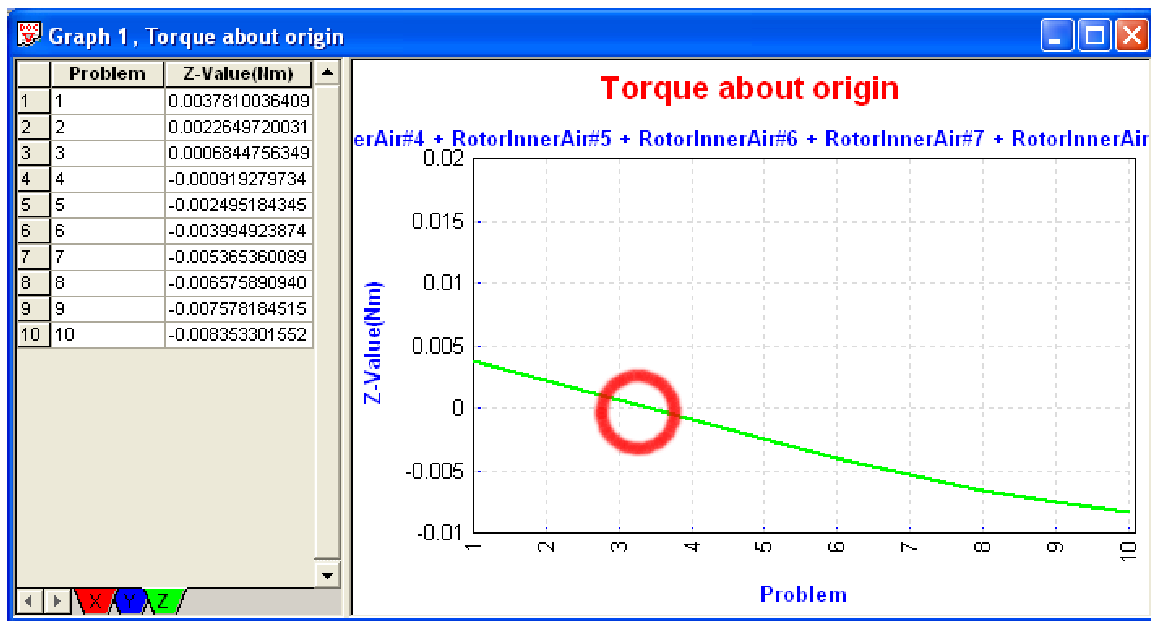 Graph 1 , Torque about origin
Problem Z-Value(Nm)
1 1 0.0037810036409
2 2 0.0022649720031
3 3 0.0006844756349
4 4 -0.000919279734
5 5 -0.002495184345
6 6 -0.003994923874
7 7 -0.005365360089
8 8 -0.006575890940
9 9 -0.007578184515
10 10 -0.008353301552
X Y Z
Torque about origin
erAir#4 + RotorInnerAir#5 + RotorInnerAir#6 + RotorInnerAir#7 + RotorInnerAir
0.02
0.015
0.01
0.005
0
-0.005
-0.01
Z-Value(Nm)
1 2 3 4 5 6 7 8 9 10
Problem